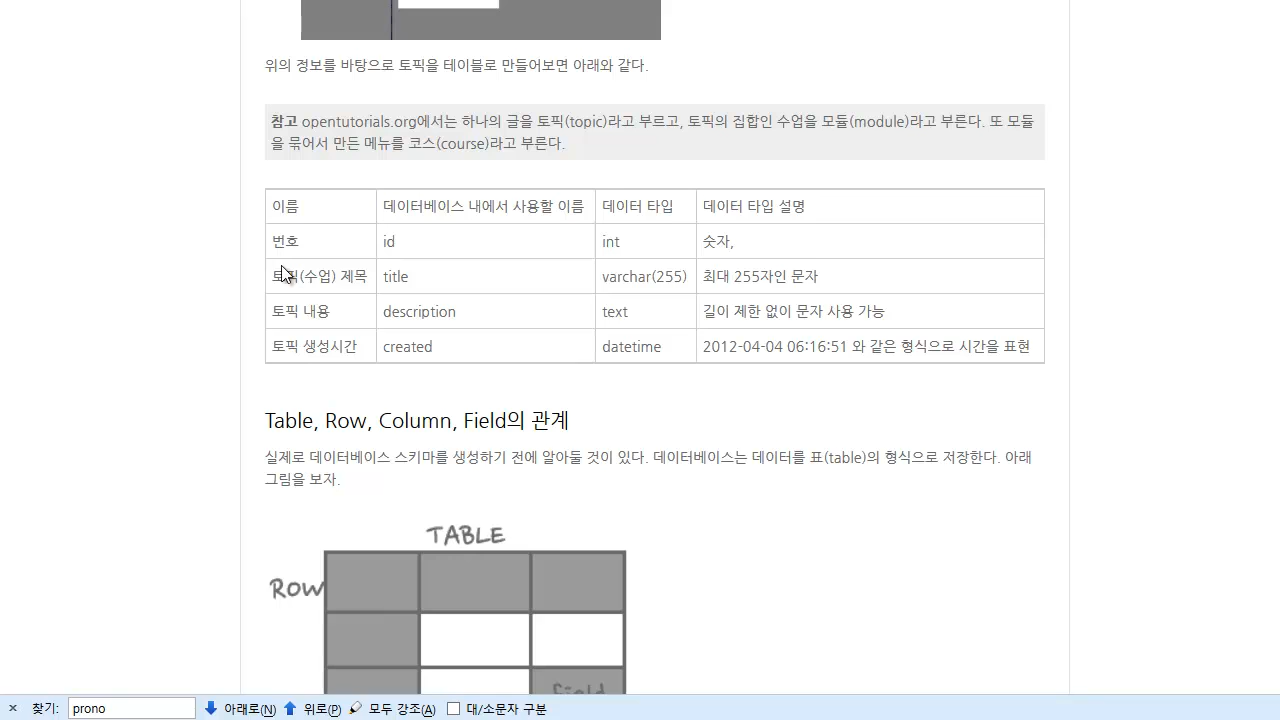 위의 정보를 바탕으로 토픽을 테이블로 만들어보면 아래와 같다.
참고 opentutorials.org에서는 하나의 글을 토픽(topic)라고 부르고, 토픽의 집합인 수업을 모듈(module)라고 부른다. 또 모듈
을 묶어서 만든 메뉴를 코스(course)라고 부른다.
이름 데이터베이스 내에서 사용할 이름 데이터 타입 데이터 타입 설명
번호 id int 숫자,
토픽(수업) 제목 title varchar(255) 최대 255자인 문자
토픽 내용 description text 길이 제한 없이 문자 사용 가능
토픽 생성시간 created datetime 2012-04-04 06:16:51 와 같은 형식으로 시간을 표현
Table, Row, Column, Field의 관계
실제로 데이터베이스 스키마를 생성하기 전에 알아둘 것이 있다. 데이터베이스는 데이터를 표(table)의 형식으로 저장한다. 아래
그림을 보자.
TABLE
Row
field
× 찾기: prono 아래로(N) 위로(P) 모두 강조(A) 대/소문자 구분